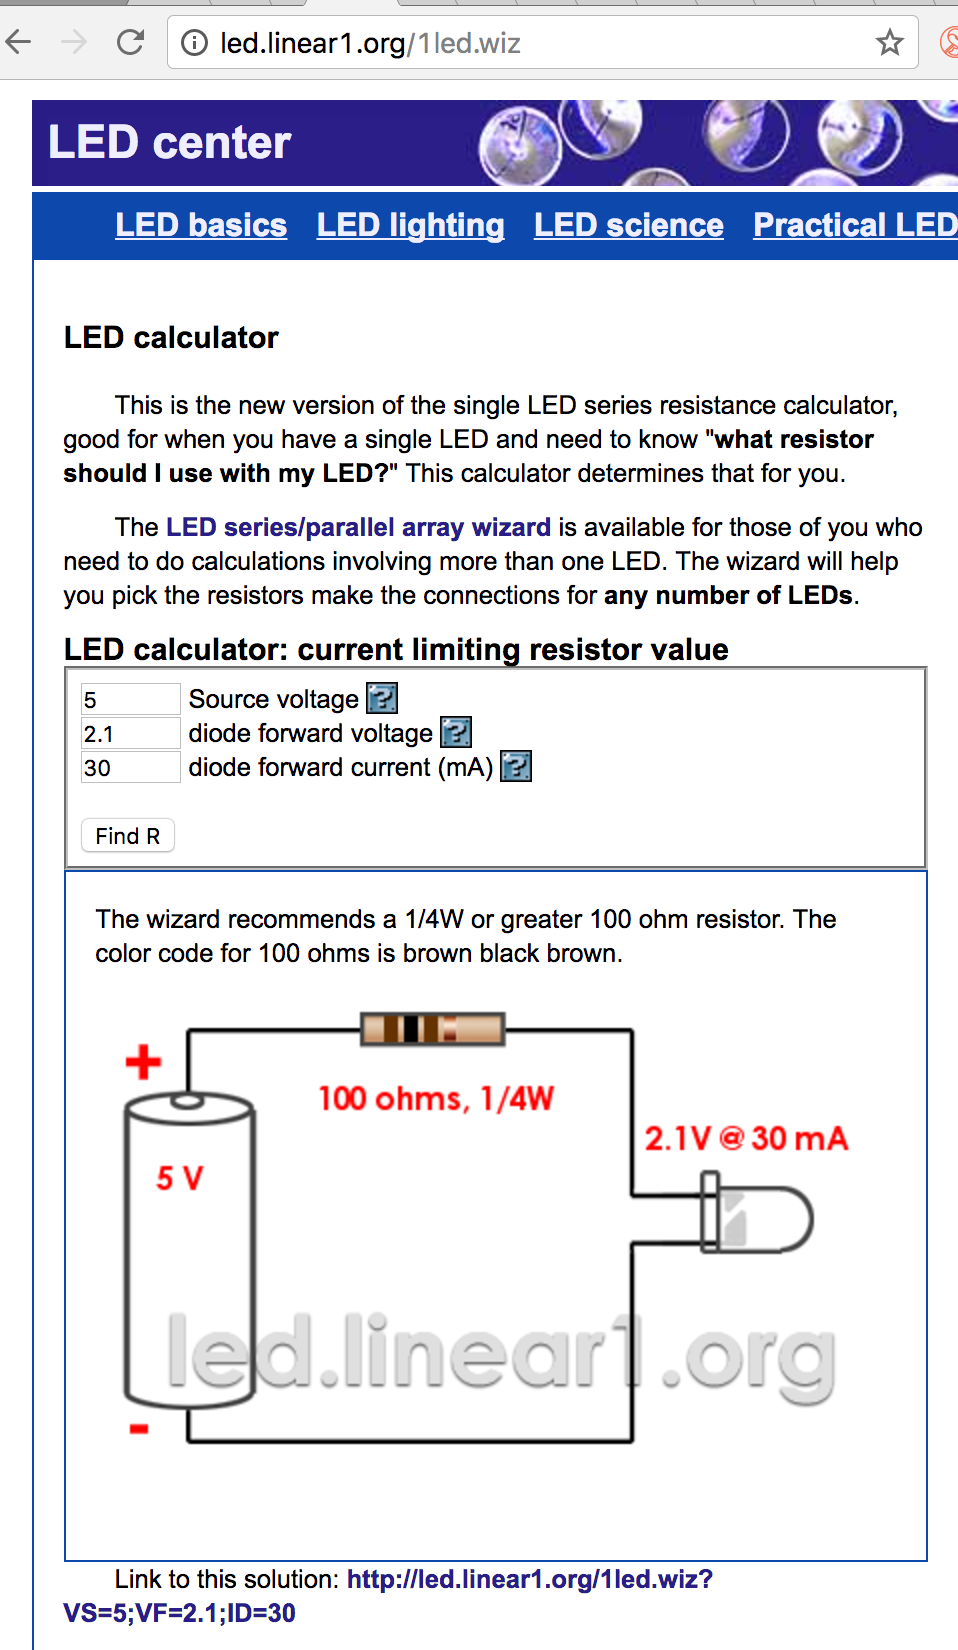 led.linear1.org/1led.wiz
LED center
LED basics LED lighting LED science Practical LED
LED calculator
This is the new version of the single LED series resistance calculator,
good for when you have a single LED and need to know "what resistor
should I use with my LED?" This calculator determines that for you.
The LED series/parallel array wizard is available for those of you who
need to do calculations involving more than one LED. The wizard will help
you pick the resistors make the connections for any number of LEDs.
LED calculator: current limiting resistor value
5 Source voltage ?
2.1 diode forward voltage ?
30 diode forward current (mA) ?
Find R
The wizard recommends a 1/4W or greater 100 ohm resistor. The
color code for 100 ohms is brown black brown.
+
100 ohms, 1/4W
2.1V @ 30 mA
5 V
led.linear1.org
-
Link to this solution: http://led.linear1.org/1led.wiz?
VS=5;VF=2.1;ID=30